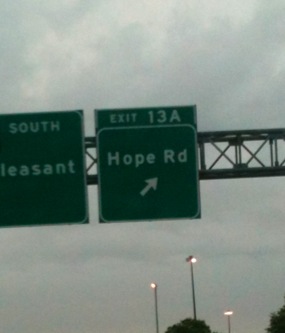 SOUTH
leasant
EXIT 13A
Hope Rd